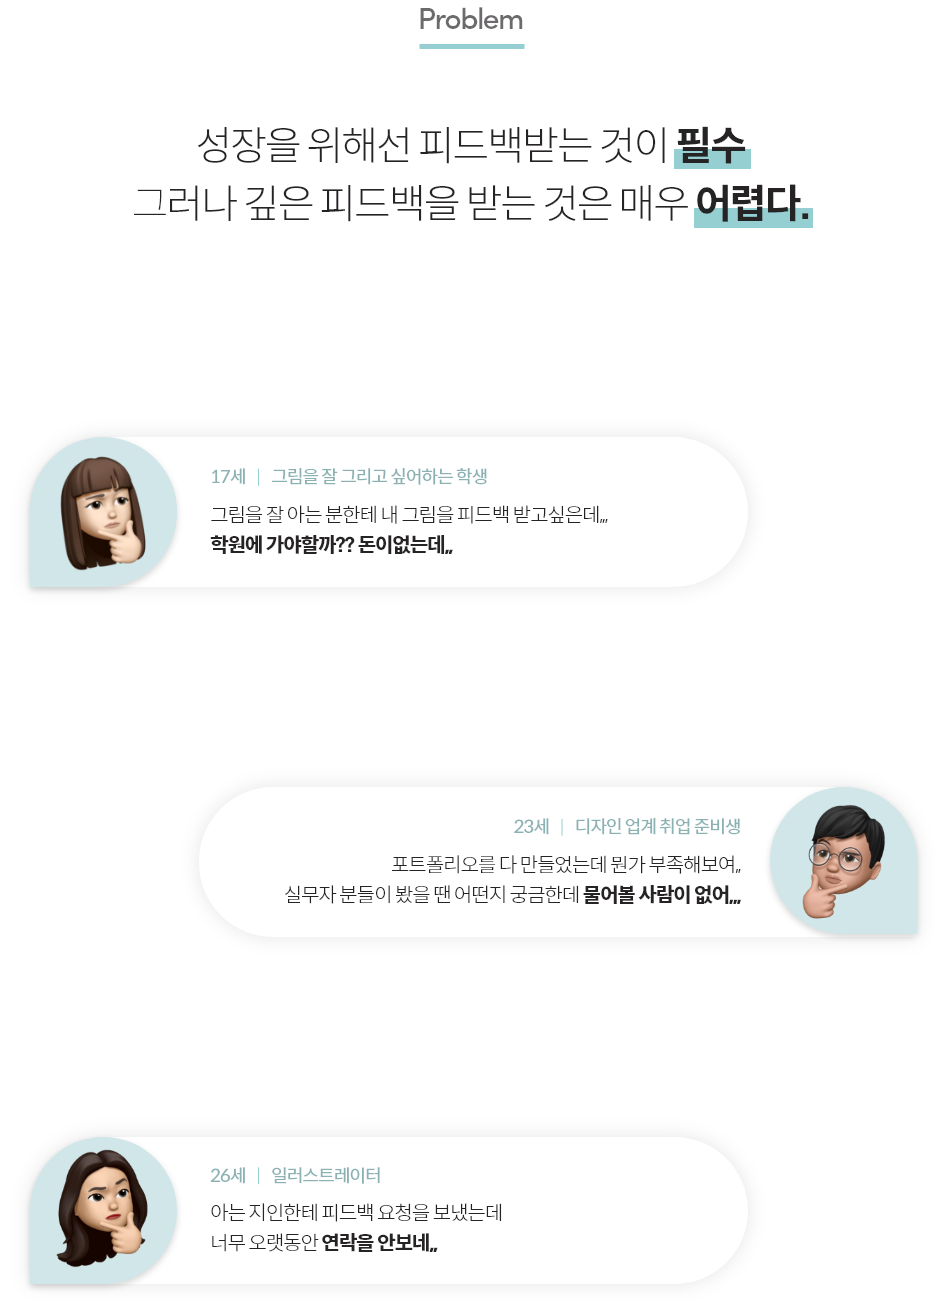 Problem
성장을 위해선 피드백받는 것이 필수
그러나 깊은 피드백을 받는 것은 매우 어렵다.
17세 | 그림을 잘 그리고 싶어하는 학생
그림을 잘 아는 분한테 내 그림을 피드백 받고싶은데,,,
학원에 가야할까?? 돈이없는데,,
23세 | 디자인 업계 취업 준비생
포트폴리오를 다 만들었는데 뭔가 부족해보여,,
실무자 분들이 봤을 땐 어떤지 궁금한데 물어볼 사람이 없어,,,
26세 | 일러스트레이터
아는 지인한테 피드백 요청을 보냈는데
너무 오랫동안 연락을 안보네,,